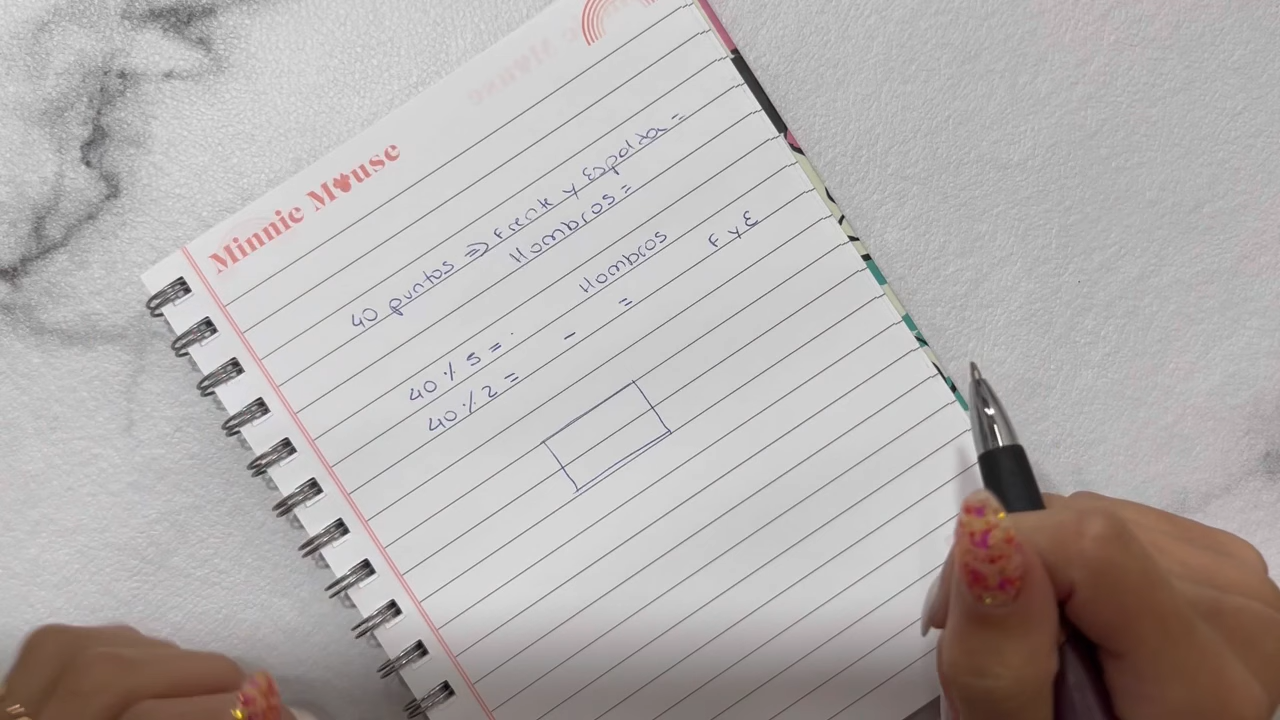 Minnie Mouse
40 puntos => Frente y Espalda =
Hombros =
40 % 5 = . Hombros
40 % 2 = - = F y E